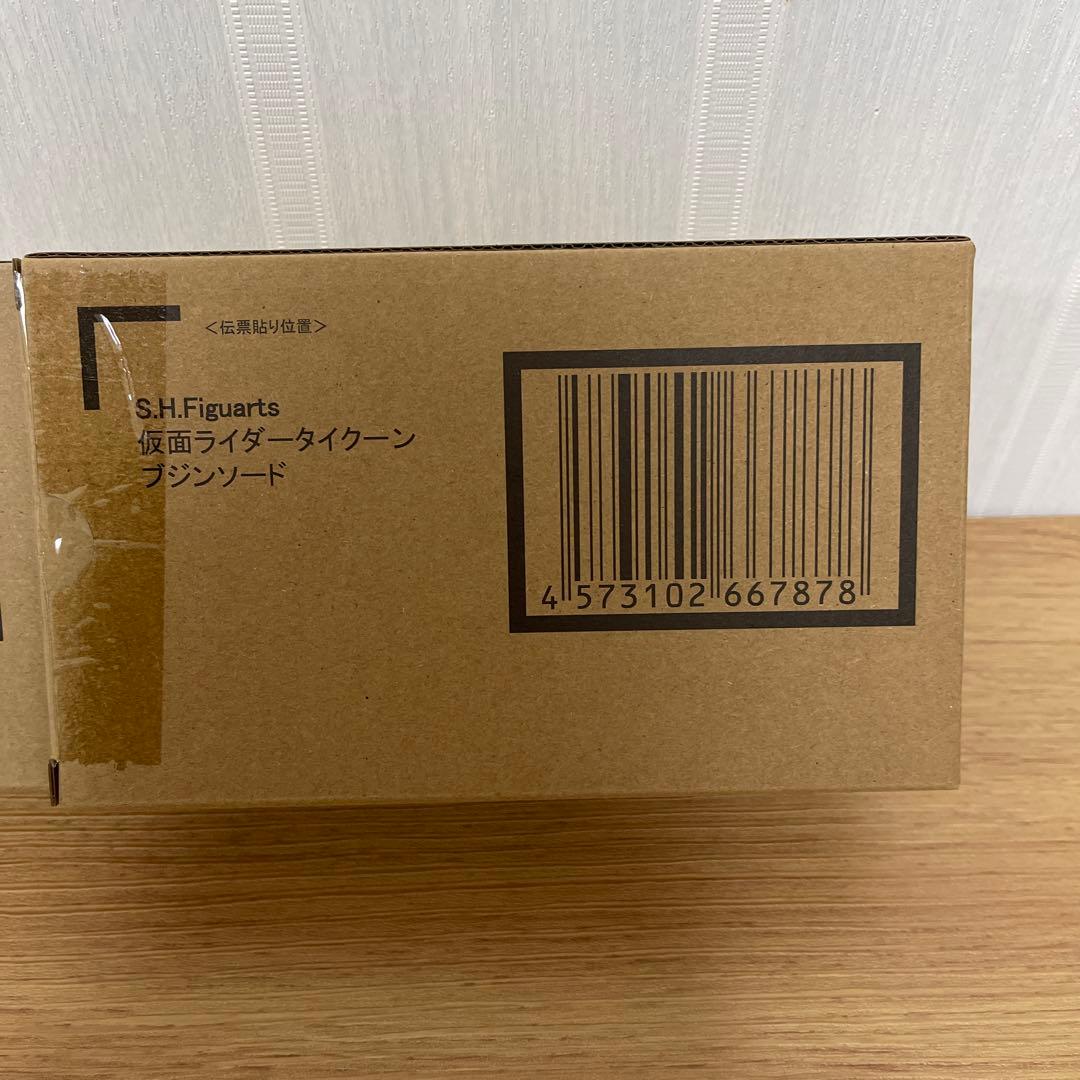 <伝票貼り位置>
S.H.Figuarts
仮面ライダータイクーン
ブジンソード
4 573102 667878